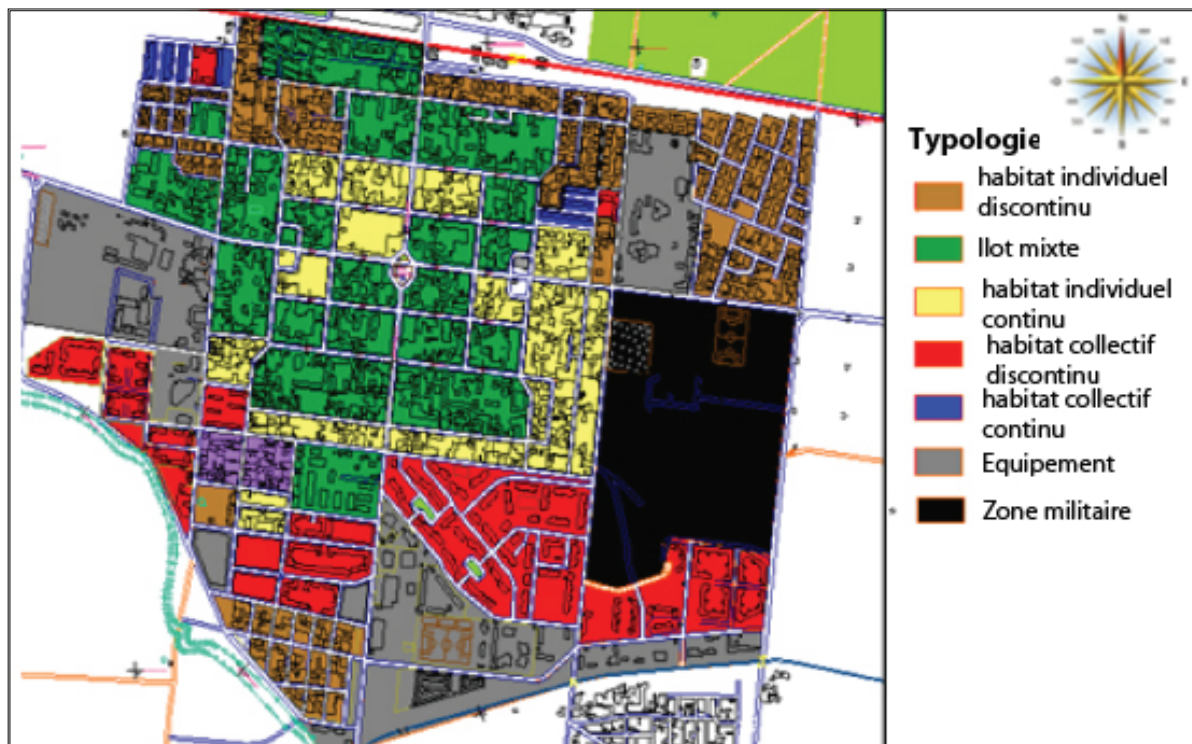 Typologie
habitat individuel
discontinu
Ilot mixte
habitat individuel
continu
habitat collectif
discontinu
habitat collectif
continu
Equipement
Zone militaire